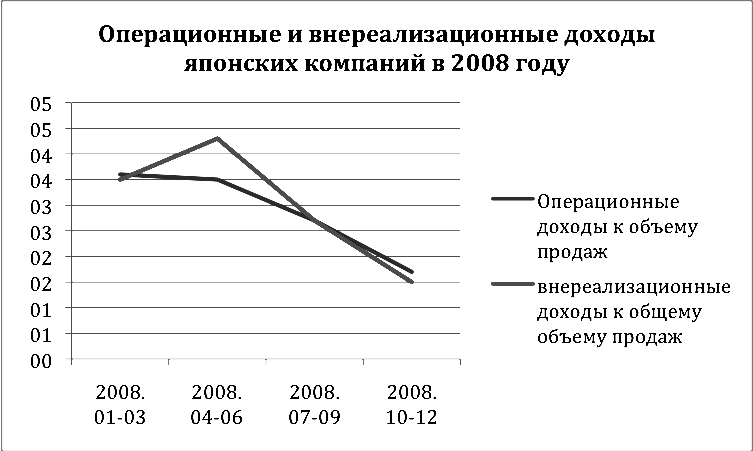 Операционные и внереализационные доходы
японских компаний в 2008 году
05
05
04
04
03
03
02
02
01
01
00
2008.
01-03
2008.
04-06
2008.
07-09
2008.
10-12
Операционные
доходы к объему
продаж
внереализационные
доходы к общему
объему продаж